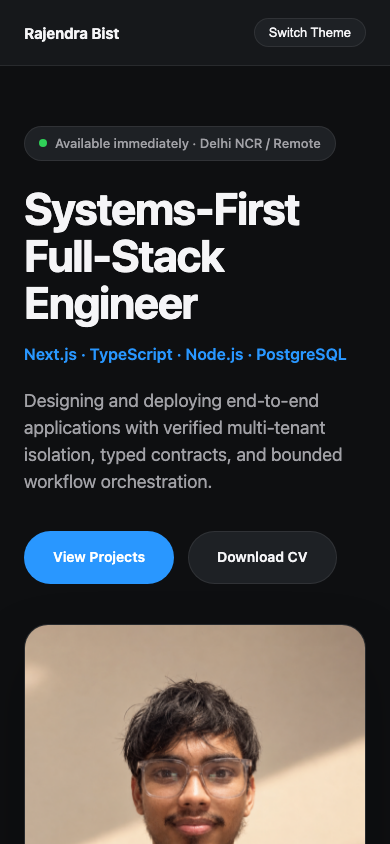 Rajendra Bist
Switch Theme
Available immediately · Delhi NCR / Remote
Systems-First
Full-Stack
Engineer
Next.js · TypeScript · Node.js · PostgreSQL
Designing and deploying end-to-end
applications with verified multi-tenant
isolation, typed contracts, and bounded
workflow orchestration.
View Projects
Download CV